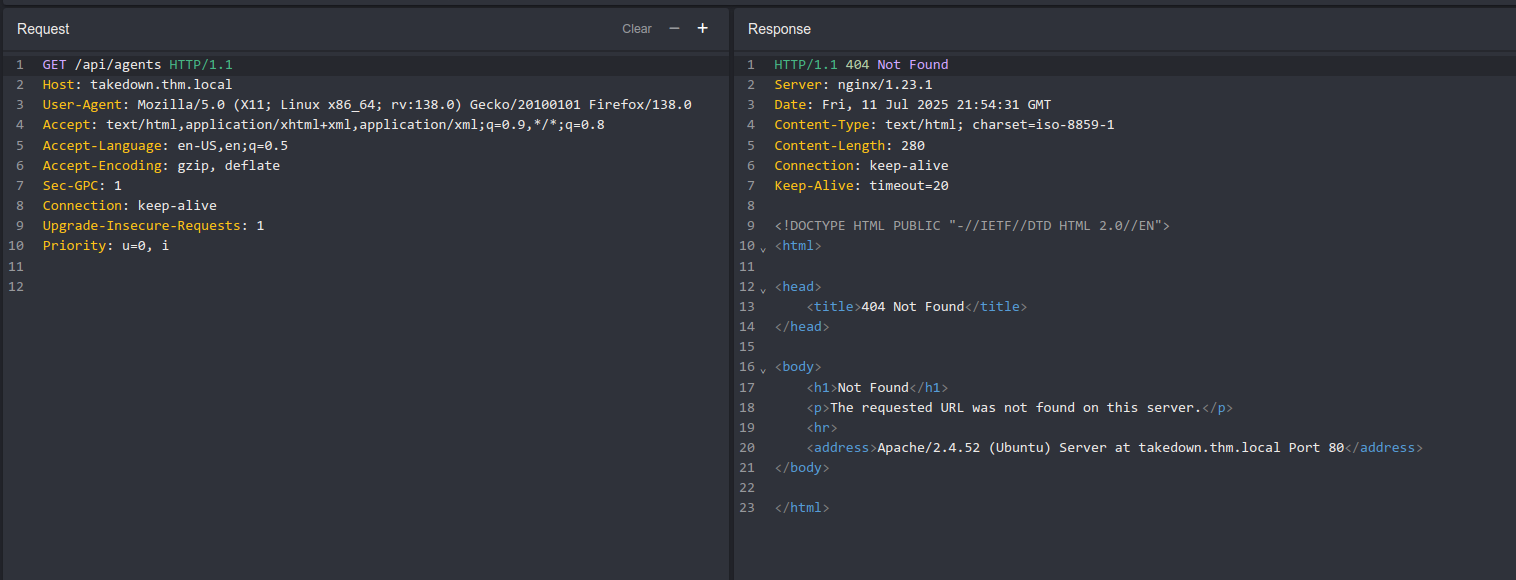 Request
Clear − +
1 GET /api/agents HTTP/1.1
2 Host: takedown.thm.local
3 User-Agent: Mozilla/5.0 (X11; Linux x86_64; rv:138.0) Gecko/20100101 Firefox/138.0
4 Accept: text/html,application/xhtml+xml,application/xml;q=0.9,*/*;q=0.8
5 Accept-Language: en-US,en;q=0.5
6 Accept-Encoding: gzip, deflate
7 Sec-GPC: 1
8 Connection: keep-alive
9 Upgrade-Insecure-Requests: 1
10 Priority: u=0, i
11
12
Response
1 HTTP/1.1 404 Not Found
2 Server: nginx/1.23.1
3 Date: Fri, 11 Jul 2025 21:54:31 GMT
4 Content-Type: text/html; charset=iso-8859-1
5 Content-Length: 280
6 Connection: keep-alive
7 Keep-Alive: timeout=20
8
9 <!DOCTYPE HTML PUBLIC "-//IETF//DTD HTML 2.0//EN">
10 <html>
11
12 <head>
13     <title>404 Not Found</title>
14 </head>
15
16 <body>
17     <h1>Not Found</h1>
18     <p>The requested URL was not found on this server.</p>
19     <hr>
20     <address>Apache/2.4.52 (Ubuntu) Server at takedown.thm.local Port 80</address>
21 </body>
22
23 </html>